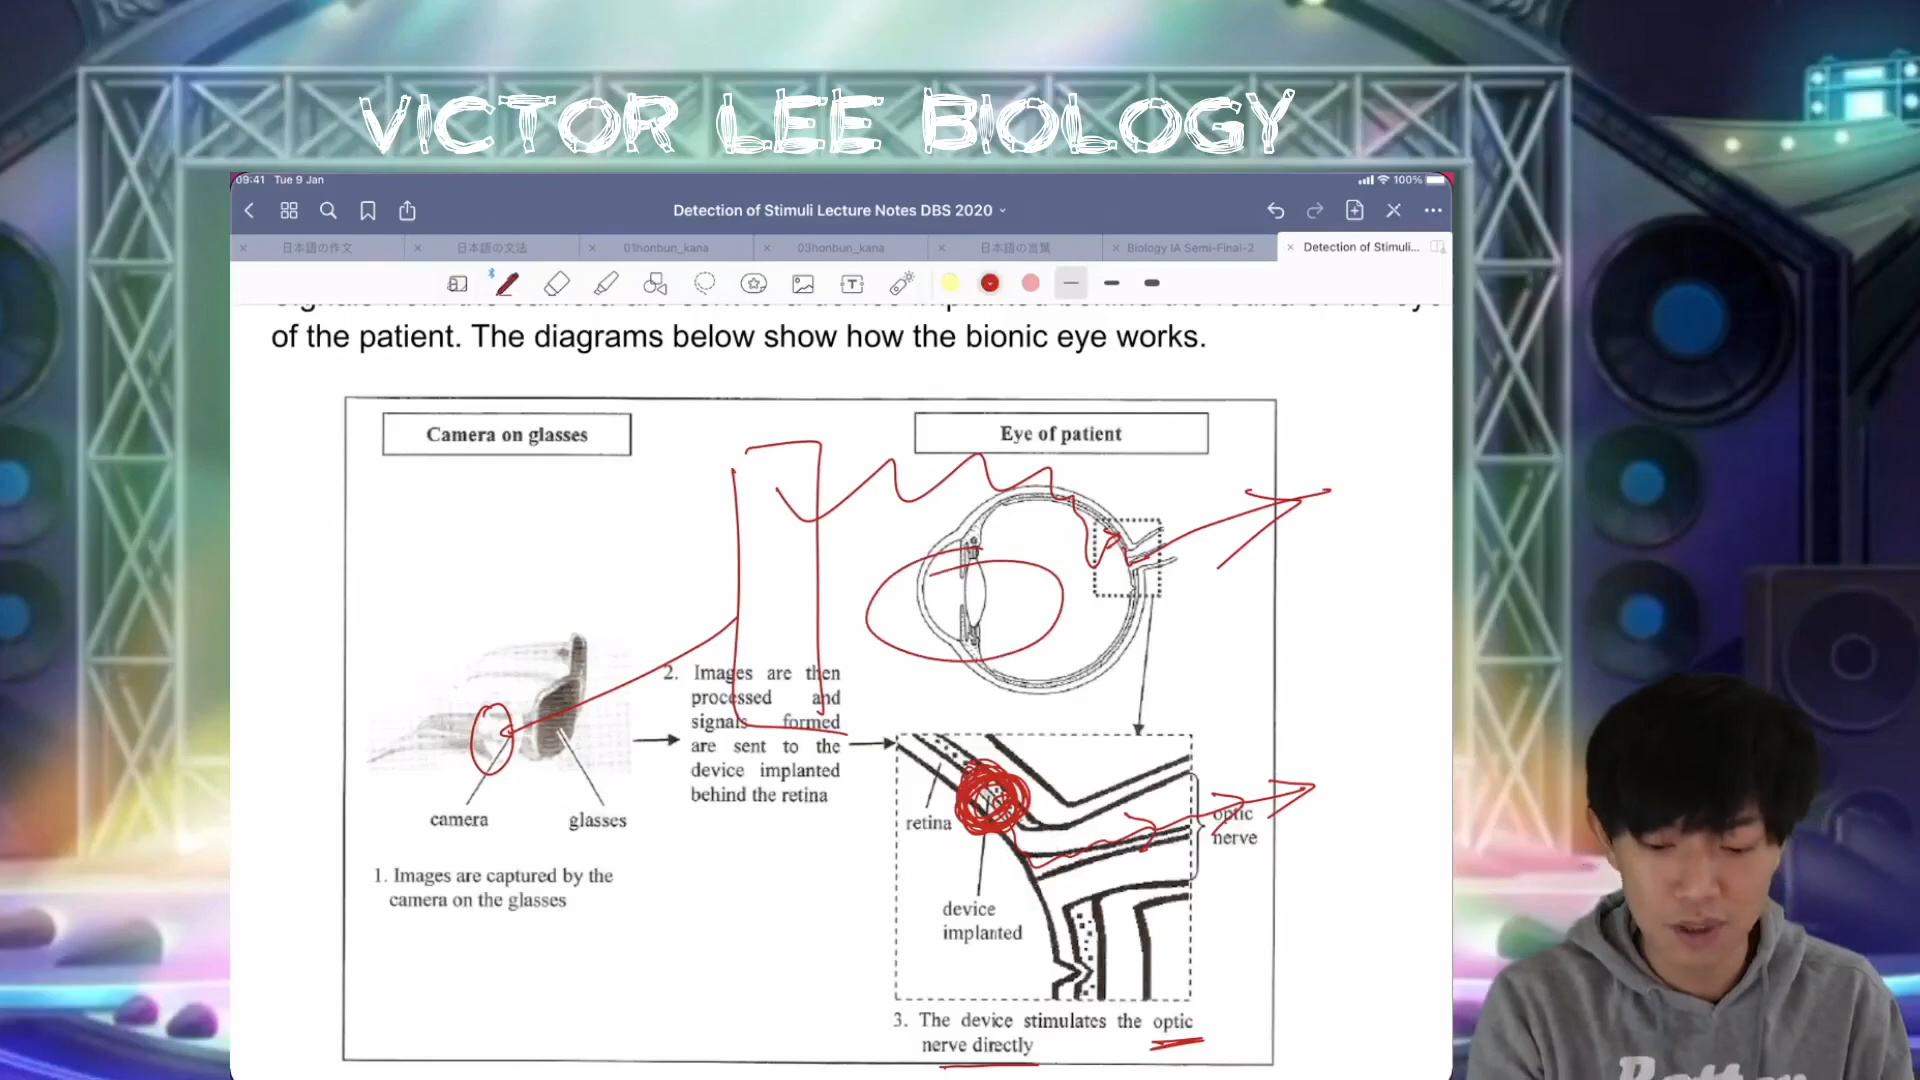 VICTOR LEE BIOLOGY
09:41 Tue 9 Jan
100%
Detection of Stimuli Lecture Notes DBS 2020
日本語の作文
日本語の文法
01honbun_kana
03honbun_kana
日本語の言葉
Biology IA Semi-Final-2
Detection of Stimuli...
of the patient. The diagrams below show how the bionic eye works.
Camera on glasses
Eye of patient
2. Images are then
processed and
signals formed
are sent to the
device implanted
behind the retina
camera
glasses
1. Images are captured by the
camera on the glasses
retina
optic
nerve
device
implanted
3. The device stimulates the optic
nerve directly